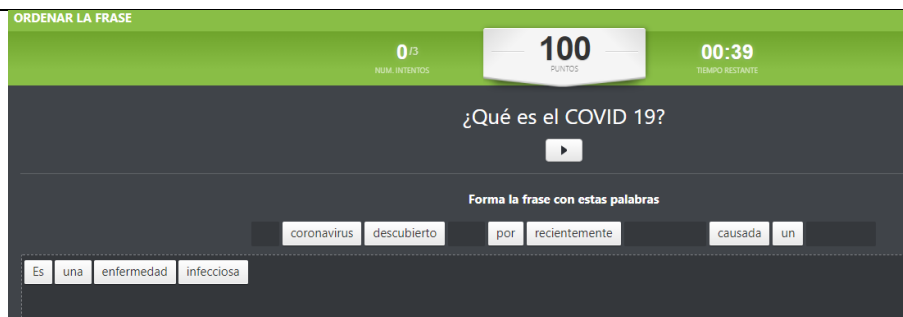 ORDENAR LA FRASE
0/3 100 00:39
NUM. INTENTOS PUNTOS TIEMPO RESTANTE
¿Qué es el COVID 19?
Forma la frase con estas palabras
coronavirus descubierto por recientemente causada un
Es una enfermedad infecciosa